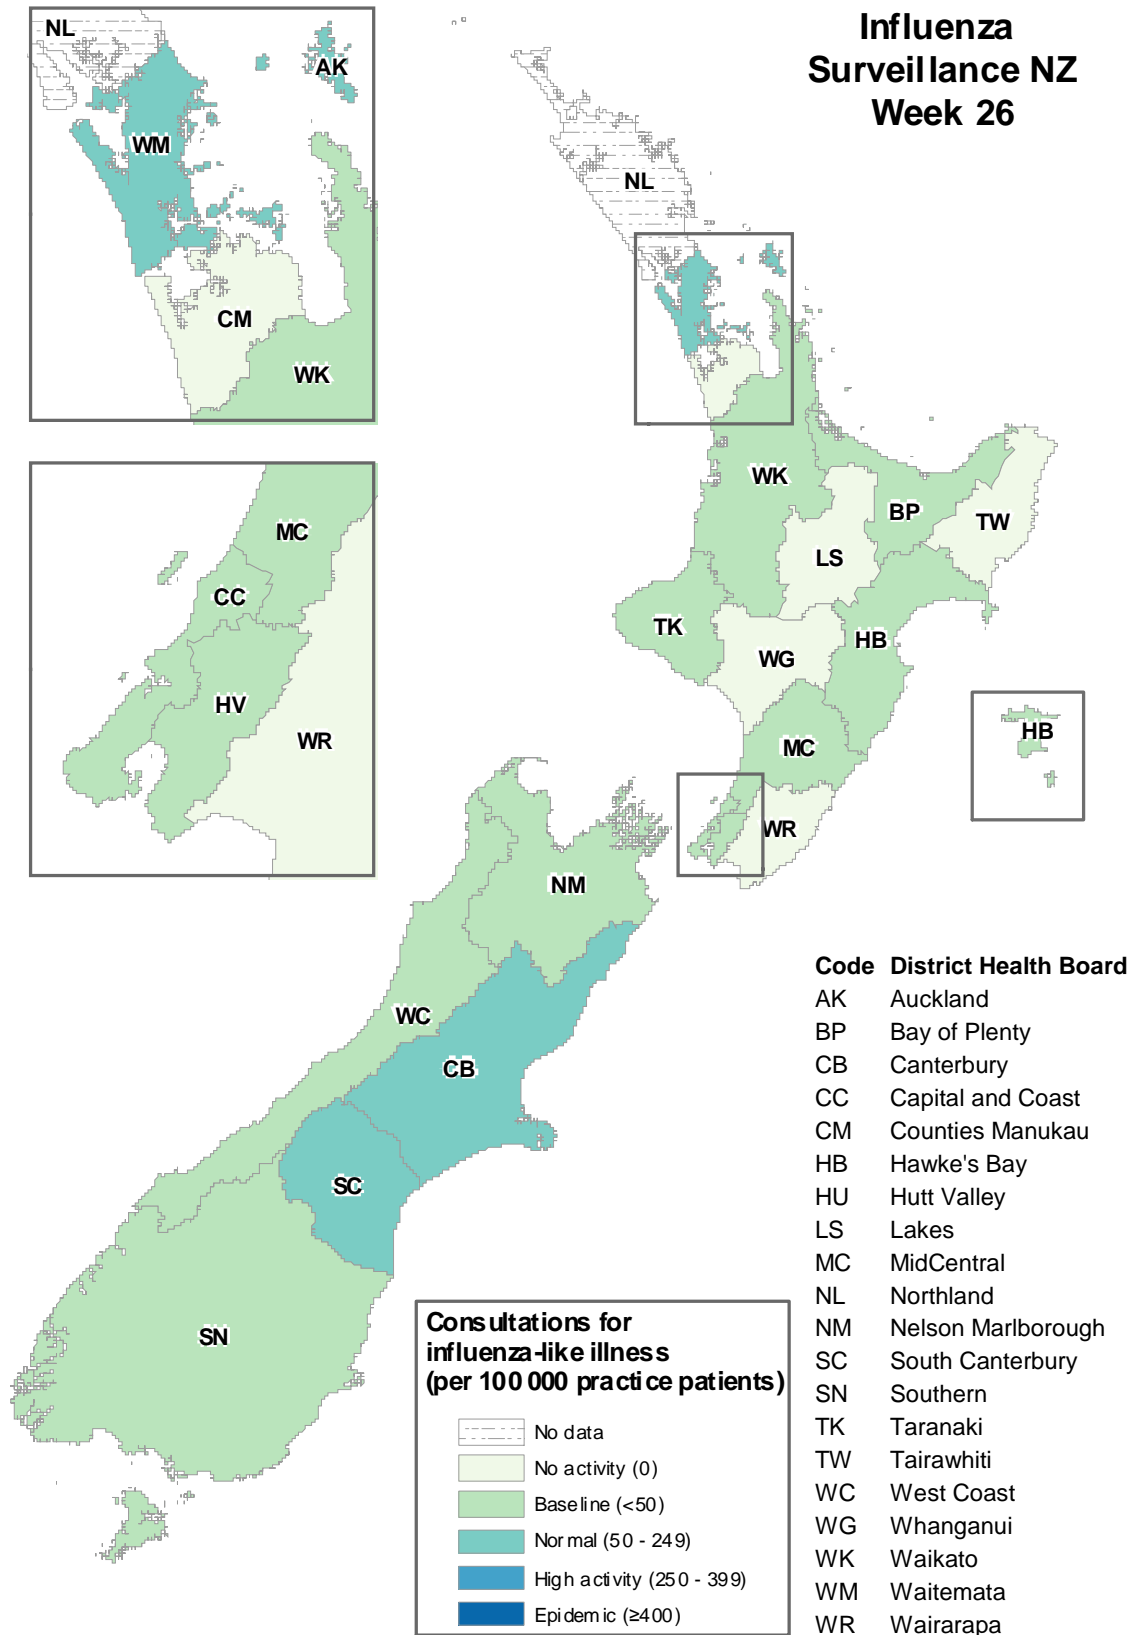 Influenza
Surveillance NZ
Week 26
NL
AK
WM
CM
WK
NL
WK
BP
TW
LS
TK
HB
WG
MC
WR
HB
MC
CC
HV
WR
NM
WC
CB
SC
SN
Code District Health Board
AK Auckland
BP Bay of Plenty
CB Canterbury
CC Capital and Coast
CM Counties Manukau
HB Hawke's Bay
HU Hutt Valley
LS Lakes
MC MidCentral
NL Northland
NM Nelson Marlborough
SC South Canterbury
SN Southern
TK Taranaki
TW Tairawhiti
WC West Coast
WG Whanganui
WK Waikato
WM Waitemata
WR Wairarapa
Consultations for
influenza-like illness
(per 100 000 practice patients)
No data
No activity (0)
Baseline (<50)
Normal (50 - 249)
High activity (250 - 399)
Epidemic (≥400)